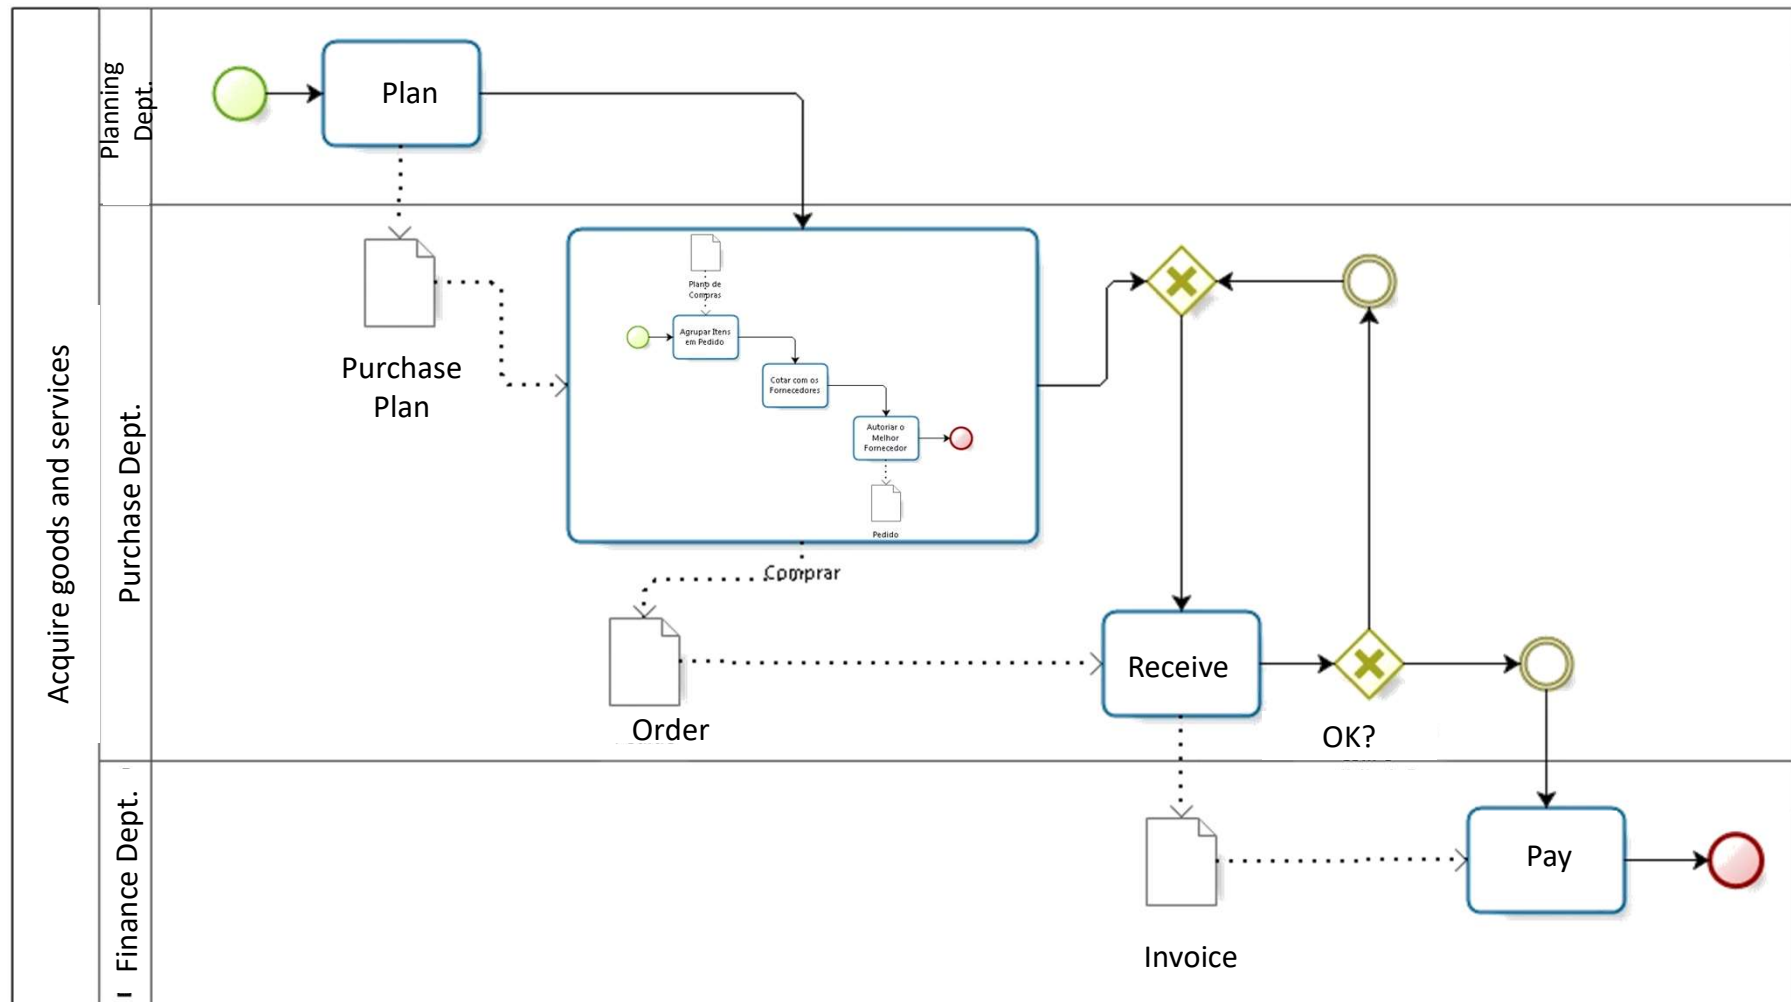 Acquire goods and services
Planning
Dept.
Plan
Purchase Dept.
Purchase
Plan
Plano de
Compras
Agrupar Itens
em Pedido
Cotar com os
Fornecedores
Autoriar o
Melhor
Fornecedor
Pedido
Comprar
Order
Receive
OK?
Finance Dept.
Invoice
Pay